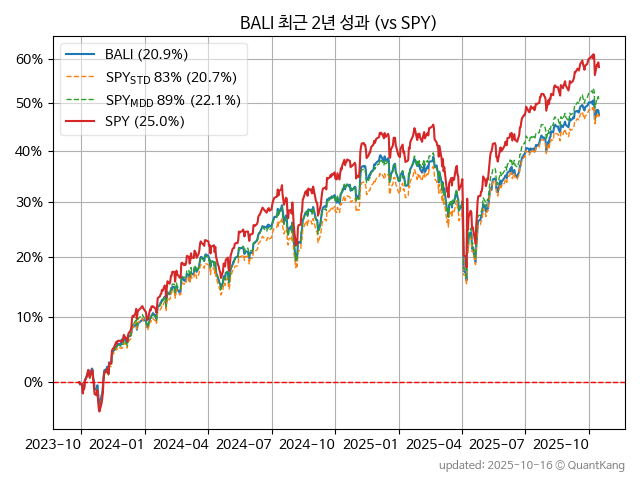 BALI 최근 2년 성과 (vs SPY)
BALI (20.9%)
SPY_STD 83% (20.7%)
SPY_MDD 89% (22.1%)
SPY (25.0%)
60%
50%
40%
30%
20%
10%
0%
2023-10 2024-01 2024-04 2024-07 2024-10 2025-01 2025-04 2025-07 2025-10
updated: 2025-10-16 © QuantKang